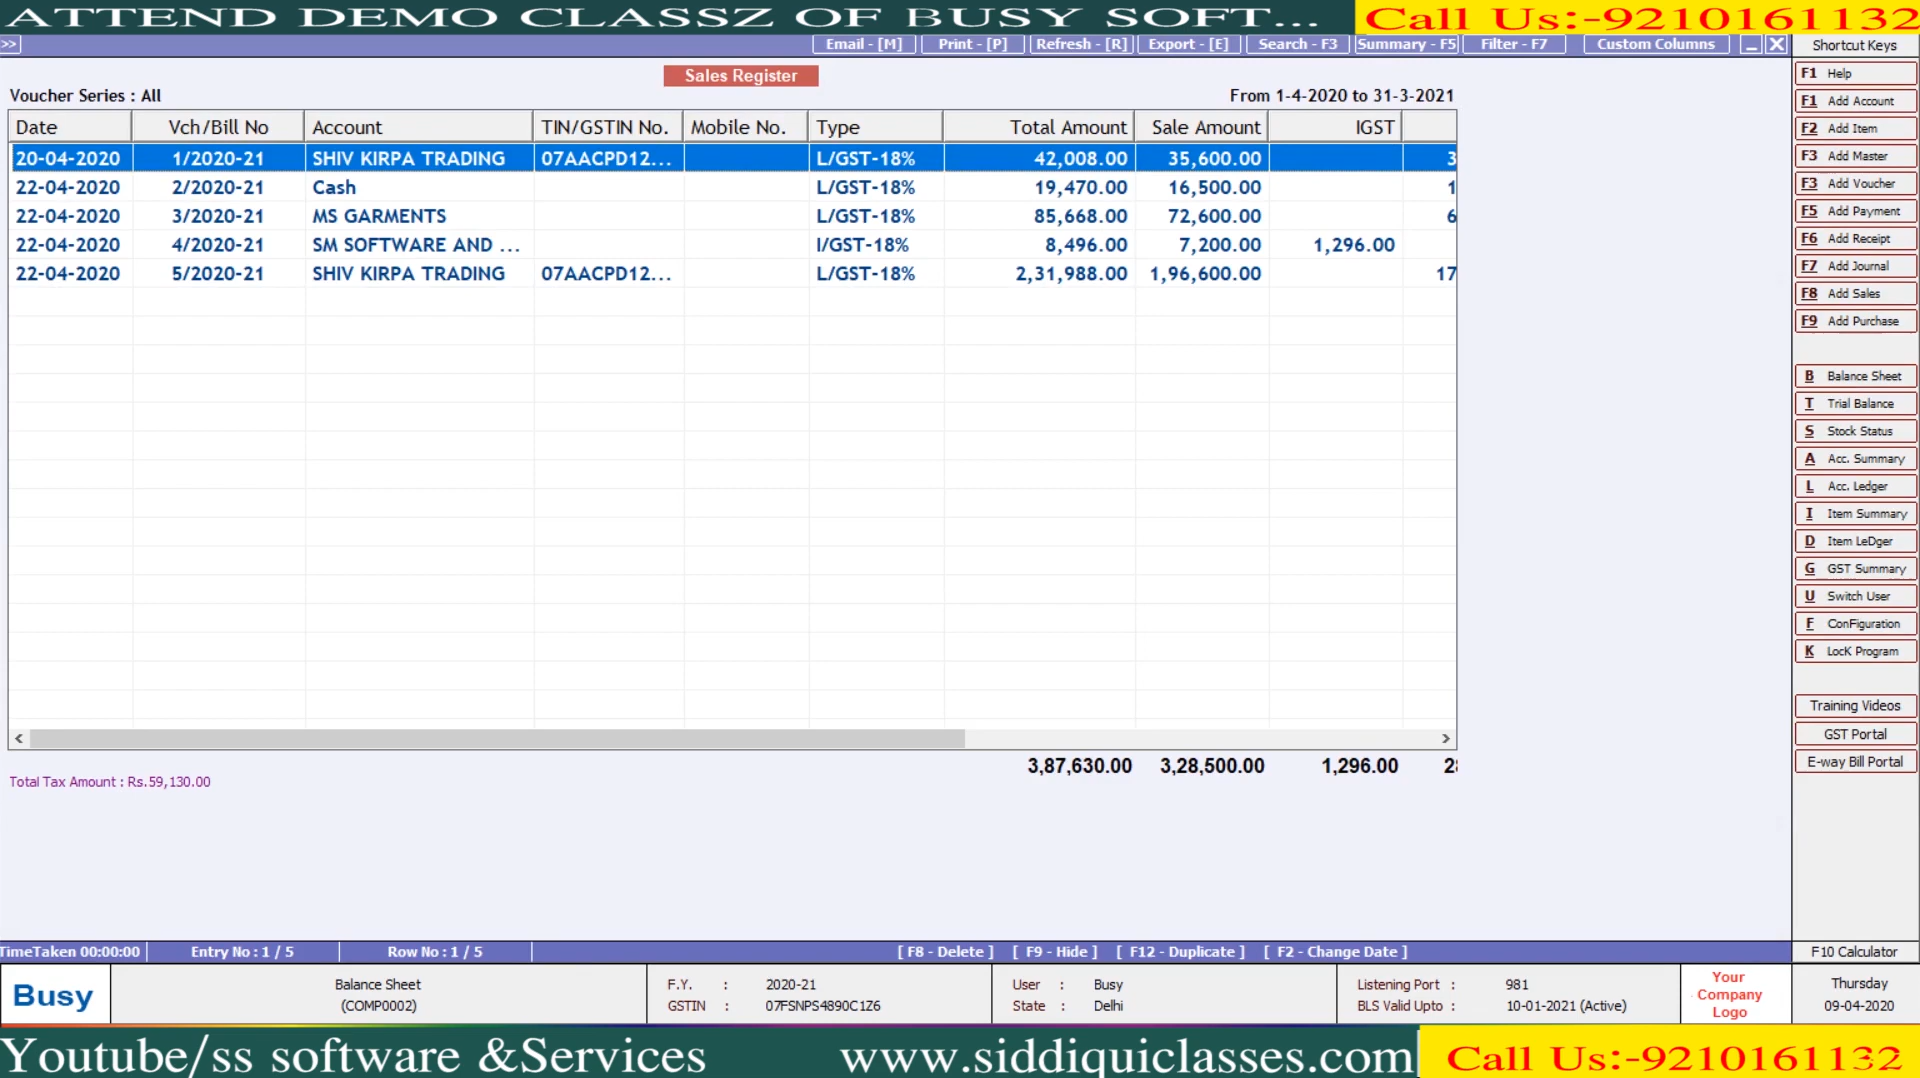 ATTEND DEMO CLASSZ OF BUSY SOFT... Call Us:-9210161132
>> Email - [M] Print - [P] Refresh - [R] Export - [E] Search - F3 Summary - F5 Filter - F7 Custom Columns _ X Shortcut Keys
Sales Register
Voucher Series : All From 1-4-2020 to 31-3-2021
Date Vch/Bill No Account TIN/GSTIN No. Mobile No. Type Total Amount Sale Amount IGST
20-04-2020 1/2020-21 SHIV KIRPA TRADING 07AACPD12... L/GST-18% 42,008.00 35,600.00 3
22-04-2020 2/2020-21 Cash L/GST-18% 19,470.00 16,500.00 1
22-04-2020 3/2020-21 MS GARMENTS L/GST-18% 85,668.00 72,600.00 6
22-04-2020 4/2020-21 SM SOFTWARE AND ... I/GST-18% 8,496.00 7,200.00 1,296.00
22-04-2020 5/2020-21 SHIV KIRPA TRADING 07AACPD12... L/GST-18% 2,31,988.00 1,96,600.00 17
3,87,630.00 3,28,500.00 1,296.00 28
Total Tax Amount : Rs.59,130.00
F1 Help
F1 Add Account
F2 Add Item
F3 Add Master
F3 Add Voucher
F5 Add Payment
F6 Add Receipt
F7 Add Journal
F8 Add Sales
F9 Add Purchase
B Balance Sheet
T Trial Balance
S Stock Status
A Acc. Summary
L Acc. Ledger
I Item Summary
D Item LeDger
G GST Summary
U Switch User
F ConFiguration
K LocK Program
Training Videos
GST Portal
E-way Bill Portal
TimeTaken 00:00:00 Entry No : 1 / 5 Row No : 1 / 5 [ F8 - Delete ] [ F9 - Hide ] [ F12 - Duplicate ] [ F2 - Change Date ] F10 Calculator
Busy
Balance Sheet
(COMP0002)
F.Y. : 2020-21
GSTIN : 07FSNPS4890C1Z6
User : Busy
State : Delhi
Listening Port : 981
BLS Valid Upto : 10-01-2021 (Active)
Your
Company
Logo
Thursday
09-04-2020
Youtube/ss software &Services www.siddiquiclasses.com Call Us:-9210161132